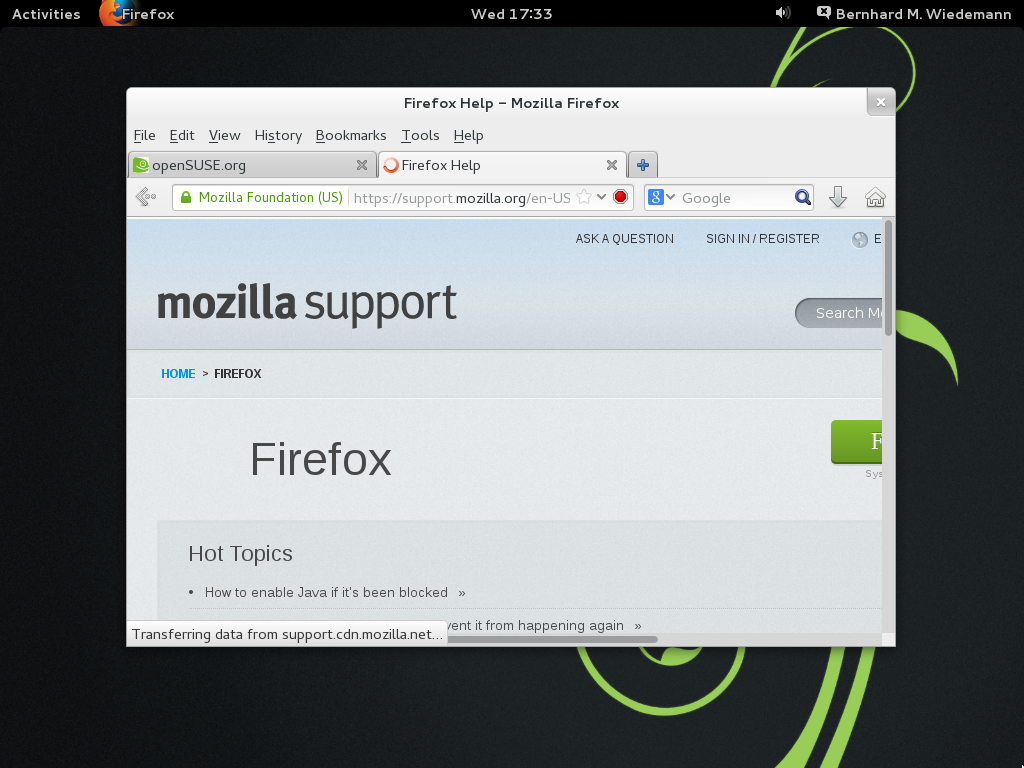 Activities Firefox Wed 17:33 Bernhard M. Wiedemann
Firefox Help - Mozilla Firefox
File Edit View History Bookmarks Tools Help
openSUSE.org Firefox Help
Mozilla Foundation (US) https://support.mozilla.org/en-US 8 Google
ASK A QUESTION SIGN IN / REGISTER E
mozilla support
Search Mo
HOME > FIREFOX
Firefox
F
Sys
Hot Topics
• How to enable Java if it's been blocked »
vent it from happening again »
Transferring data from support.cdn.mozilla.net...